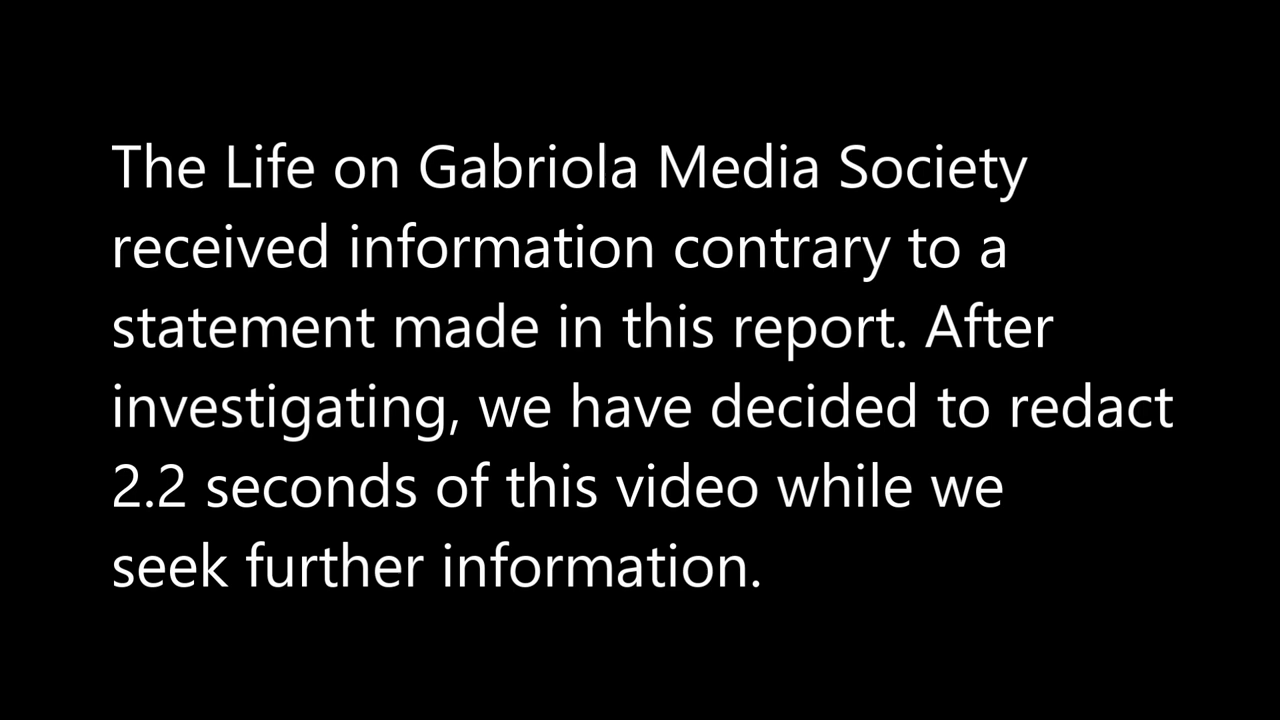 The Life on Gabriola Media Society
received information contrary to a
statement made in this report. After
investigating, we have decided to redact
2.2 seconds of this video while we
seek further information.